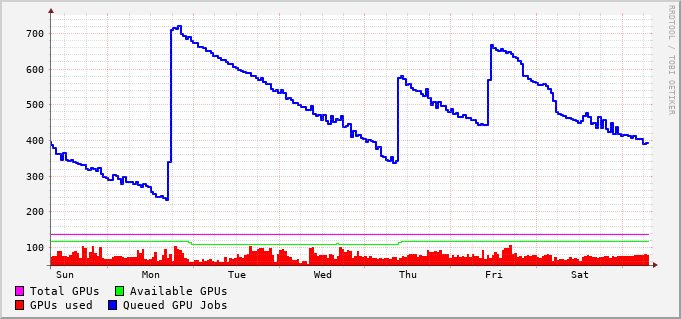 700
600
500
400
300
200
100
Sun Mon Tue Wed Thu Fri Sat
Total GPUs Available GPUs
GPUs used Queued GPU Jobs
RRDTOOL / TOBI OETIKER